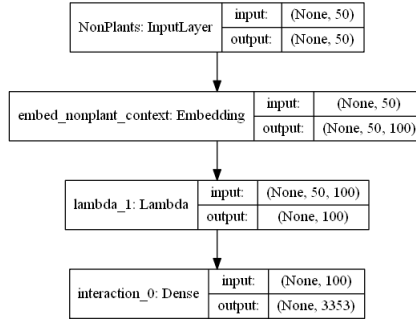 NonPlants: InputLayer
input: (None, 50)
output: (None, 50)
embed_nonplant_context: Embedding
input: (None, 50)
output: (None, 50, 100)
lambda_1: Lambda
input: (None, 50, 100)
output: (None, 100)
interaction_0: Dense
input: (None, 100)
output: (None, 3353)